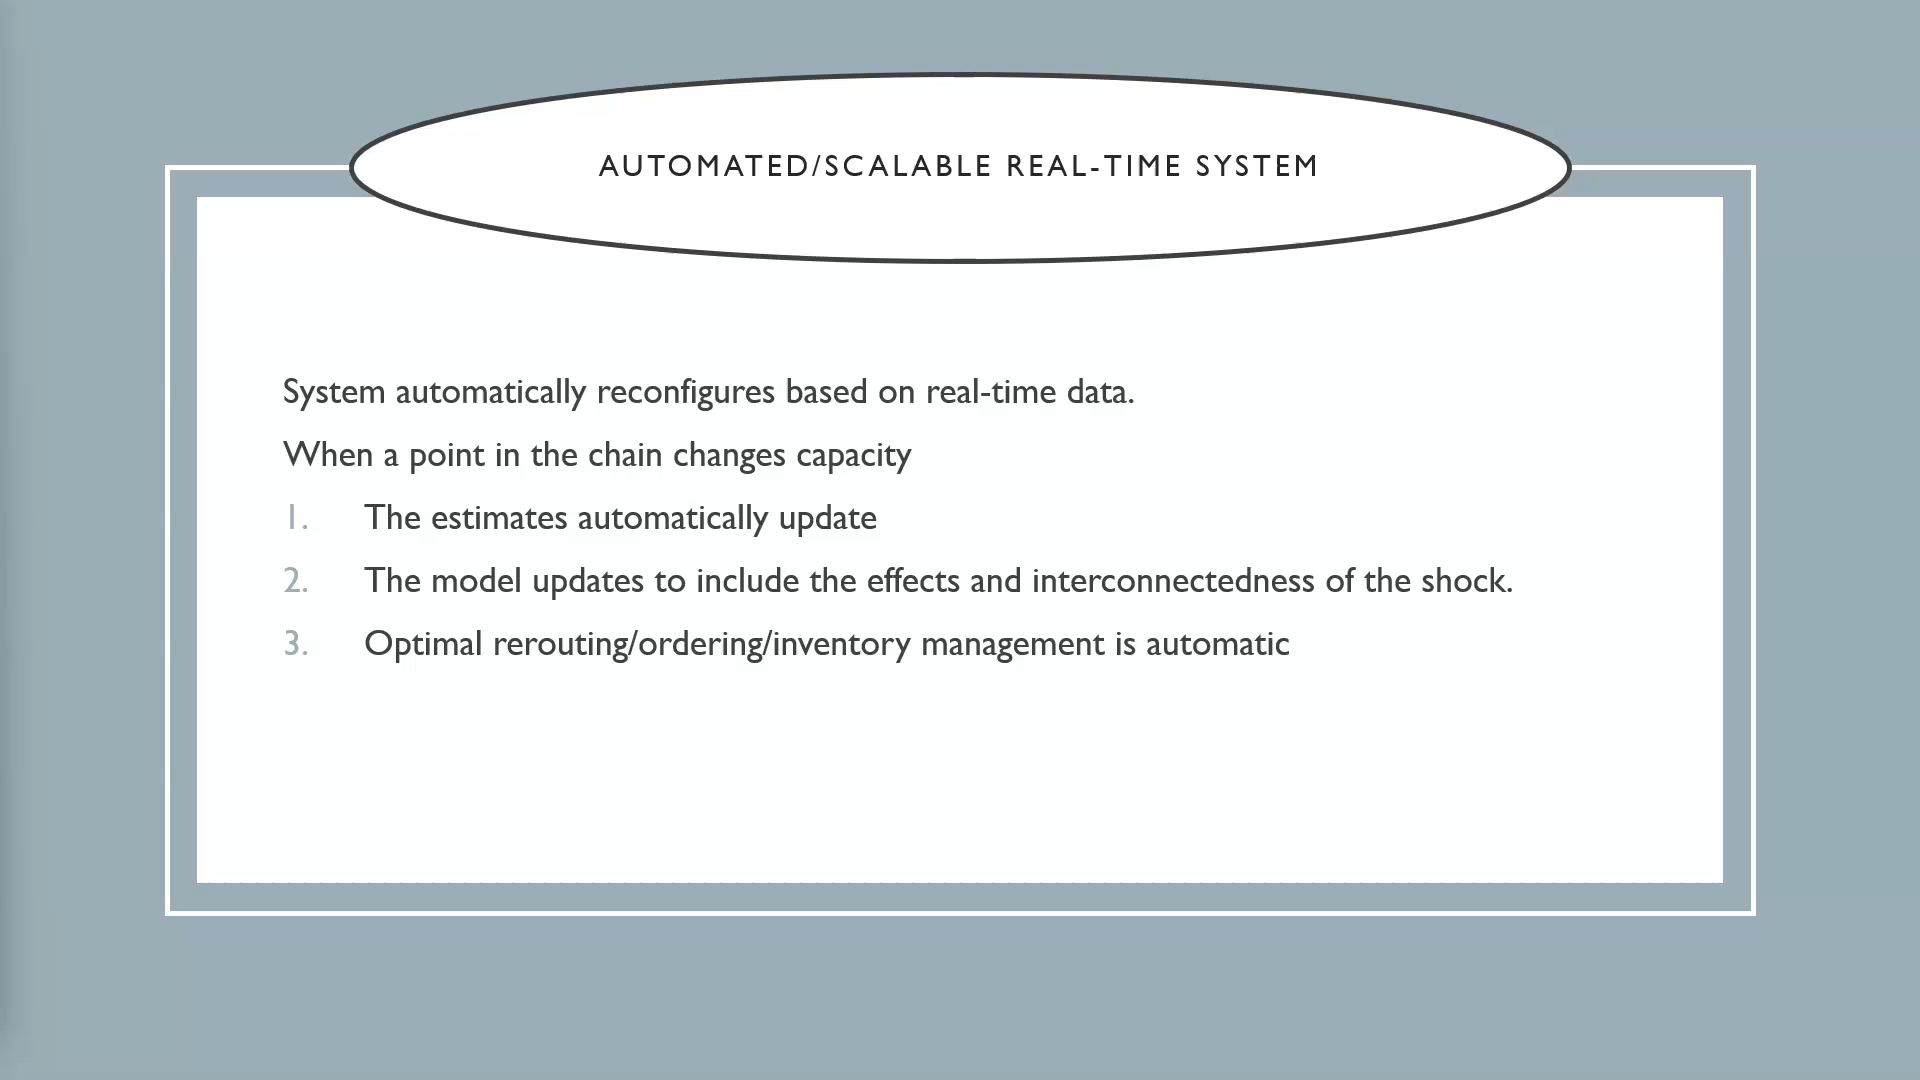 AUTOMATED/SCALABLE REAL-TIME SYSTEM
System automatically reconfigures based on real-time data.
When a point in the chain changes capacity
1. The estimates automatically update
2. The model updates to include the effects and interconnectedness of the shock.
3. Optimal rerouting/ordering/inventory management is automatic